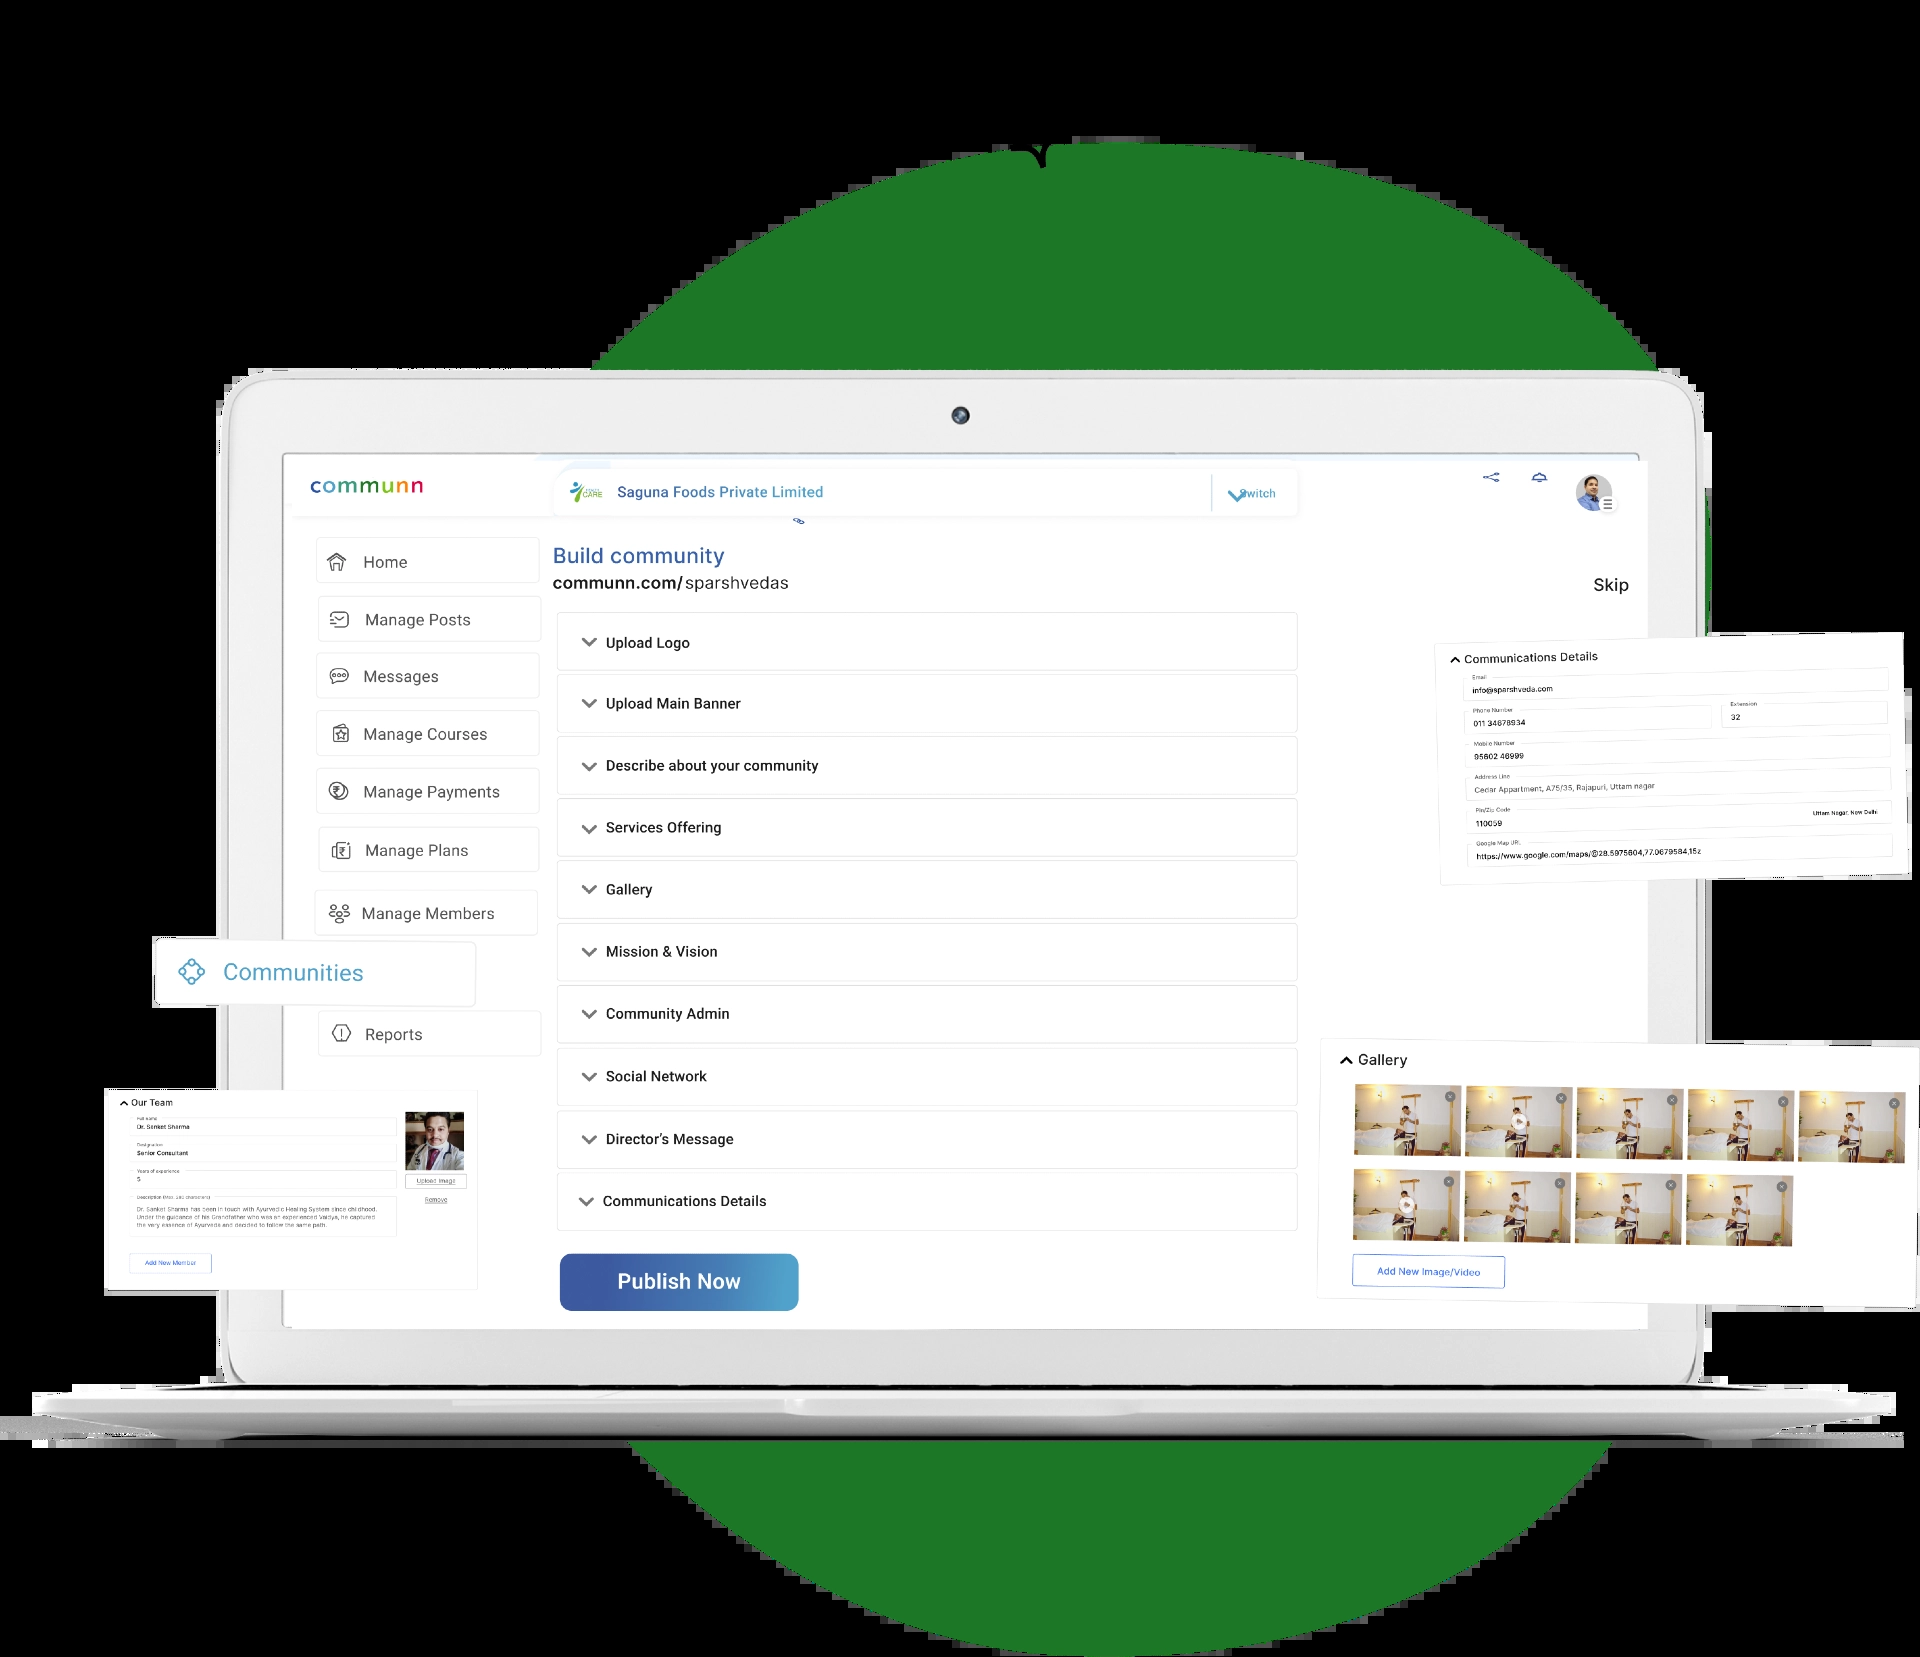 communn
CARE
Saguna Foods Private Limited
Switch
Home
Manage Posts
Messages
Manage Courses
Manage Payments
Manage Plans
Manage Members
Communities
Reports
Build community
communn.com/sparshvedas
Skip
Upload Logo
Upload Main Banner
Describe about your community
Services Offering
Gallery
Mission & Vision
Community Admin
Social Network
Director's Message
Communications Details
Publish Now
Communications Details
Email
info@sparshveda.com
Phone Number
011 34678934
Extension
32
Mobile Number
95602 46999
Address Line
Cedar Appartment, A75/35, Rajapuri, Uttam nagar
Pin/Zip Code
110059
Uttam Nagar, New Delhi
Google Map URL
https://www.google.com/maps/@28.5975604,77.0679584,15z
Our Team
Full Name
Dr. Sanket Sharma
Designation
Senior Consultant
Years of experience
5
Upload Image
Remove
Dr. Sanket Sharma has been in touch with Ayurvedic Healing System since childhood.
Under the guidance of his Grandfather who was an experienced Vaidya, he captured
the very essence of Ayurveda and decided to follow the same path.
Add New Member
Gallery
Add New Image/Video